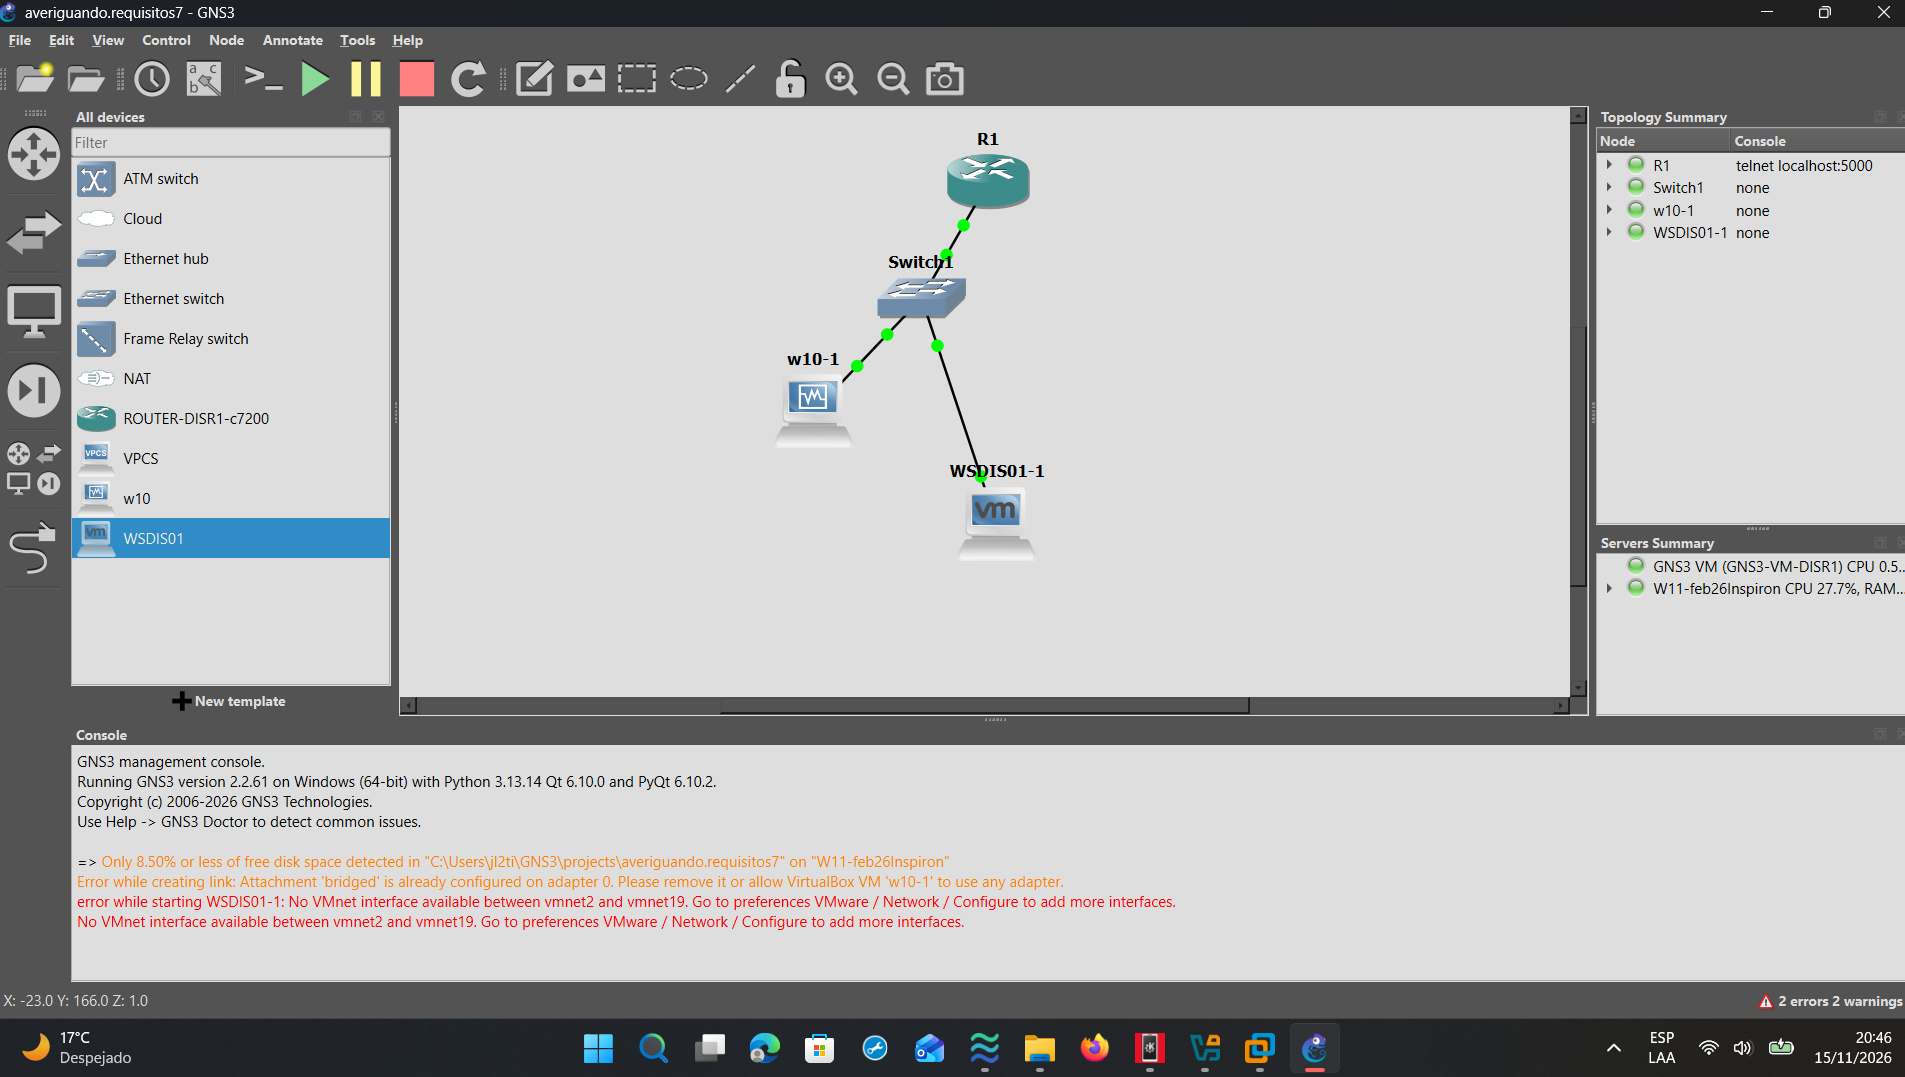 averiguando.requisitos7 - GNS3
File Edit View Control Node Annotate Tools Help
All devices
Filter
ATM switch
Cloud
Ethernet hub
Ethernet switch
Frame Relay switch
NAT
ROUTER-DISR1-c7200
VPCS
w10
WSDIS01
New template
R1
Switch1
w10-1
WSDIS01-1
vm
Topology Summary
Node Console
R1 telnet localhost:5000
Switch1 none
w10-1 none
WSDIS01-1 none
Servers Summary
GNS3 VM (GNS3-VM-DISR1) CPU 0.5...
W11-feb26Inspiron CPU 27.7%, RAM...
Console
GNS3 management console.
Running GNS3 version 2.2.61 on Windows (64-bit) with Python 3.13.14 Qt 6.10.0 and PyQt 6.10.2.
Copyright (c) 2006-2026 GNS3 Technologies.
Use Help -> GNS3 Doctor to detect common issues.
=> Only 8.50% or less of free disk space detected in "C:\Users\jl2ti\GNS3\projects\averiguando.requisitos7" on "W11-feb26Inspiron"
Error while creating link: Attachment 'bridged' is already configured on adapter 0. Please remove it or allow VirtualBox VM 'w10-1' to use any adapter.
error while starting WSDIS01-1: No VMnet interface available between vmnet2 and vmnet19. Go to preferences VMware / Network / Configure to add more interfaces.
No VMnet interface available between vmnet2 and vmnet19. Go to preferences VMware / Network / Configure to add more interfaces.
X: -23.0 Y: 166.0 Z: 1.0
2 errors 2 warnings
17°C
Despejado
ESP
LAA
20:46
15/11/2026